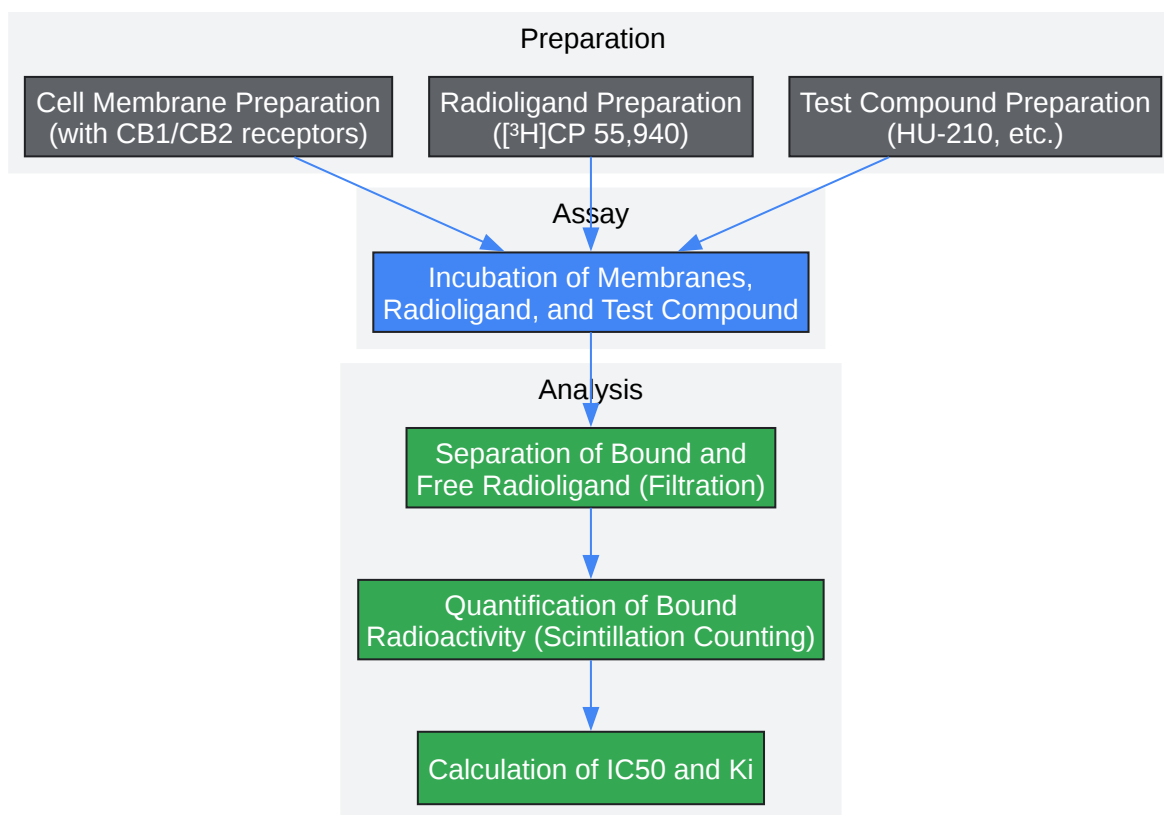 Preparation
Cell Membrane Preparation
(with CB1/CB2 receptors)
Radioligand Preparation
([³H]CP 55,940)
Test Compound Preparation
(HU-210, etc.)
Assay
Incubation of Membranes,
Radioligand, and Test Compound
Analysis
Separation of Bound and
Free Radioligand (Filtration)
Quantification of Bound
Radioactivity (Scintillation Counting)
Calculation of IC50 and Ki